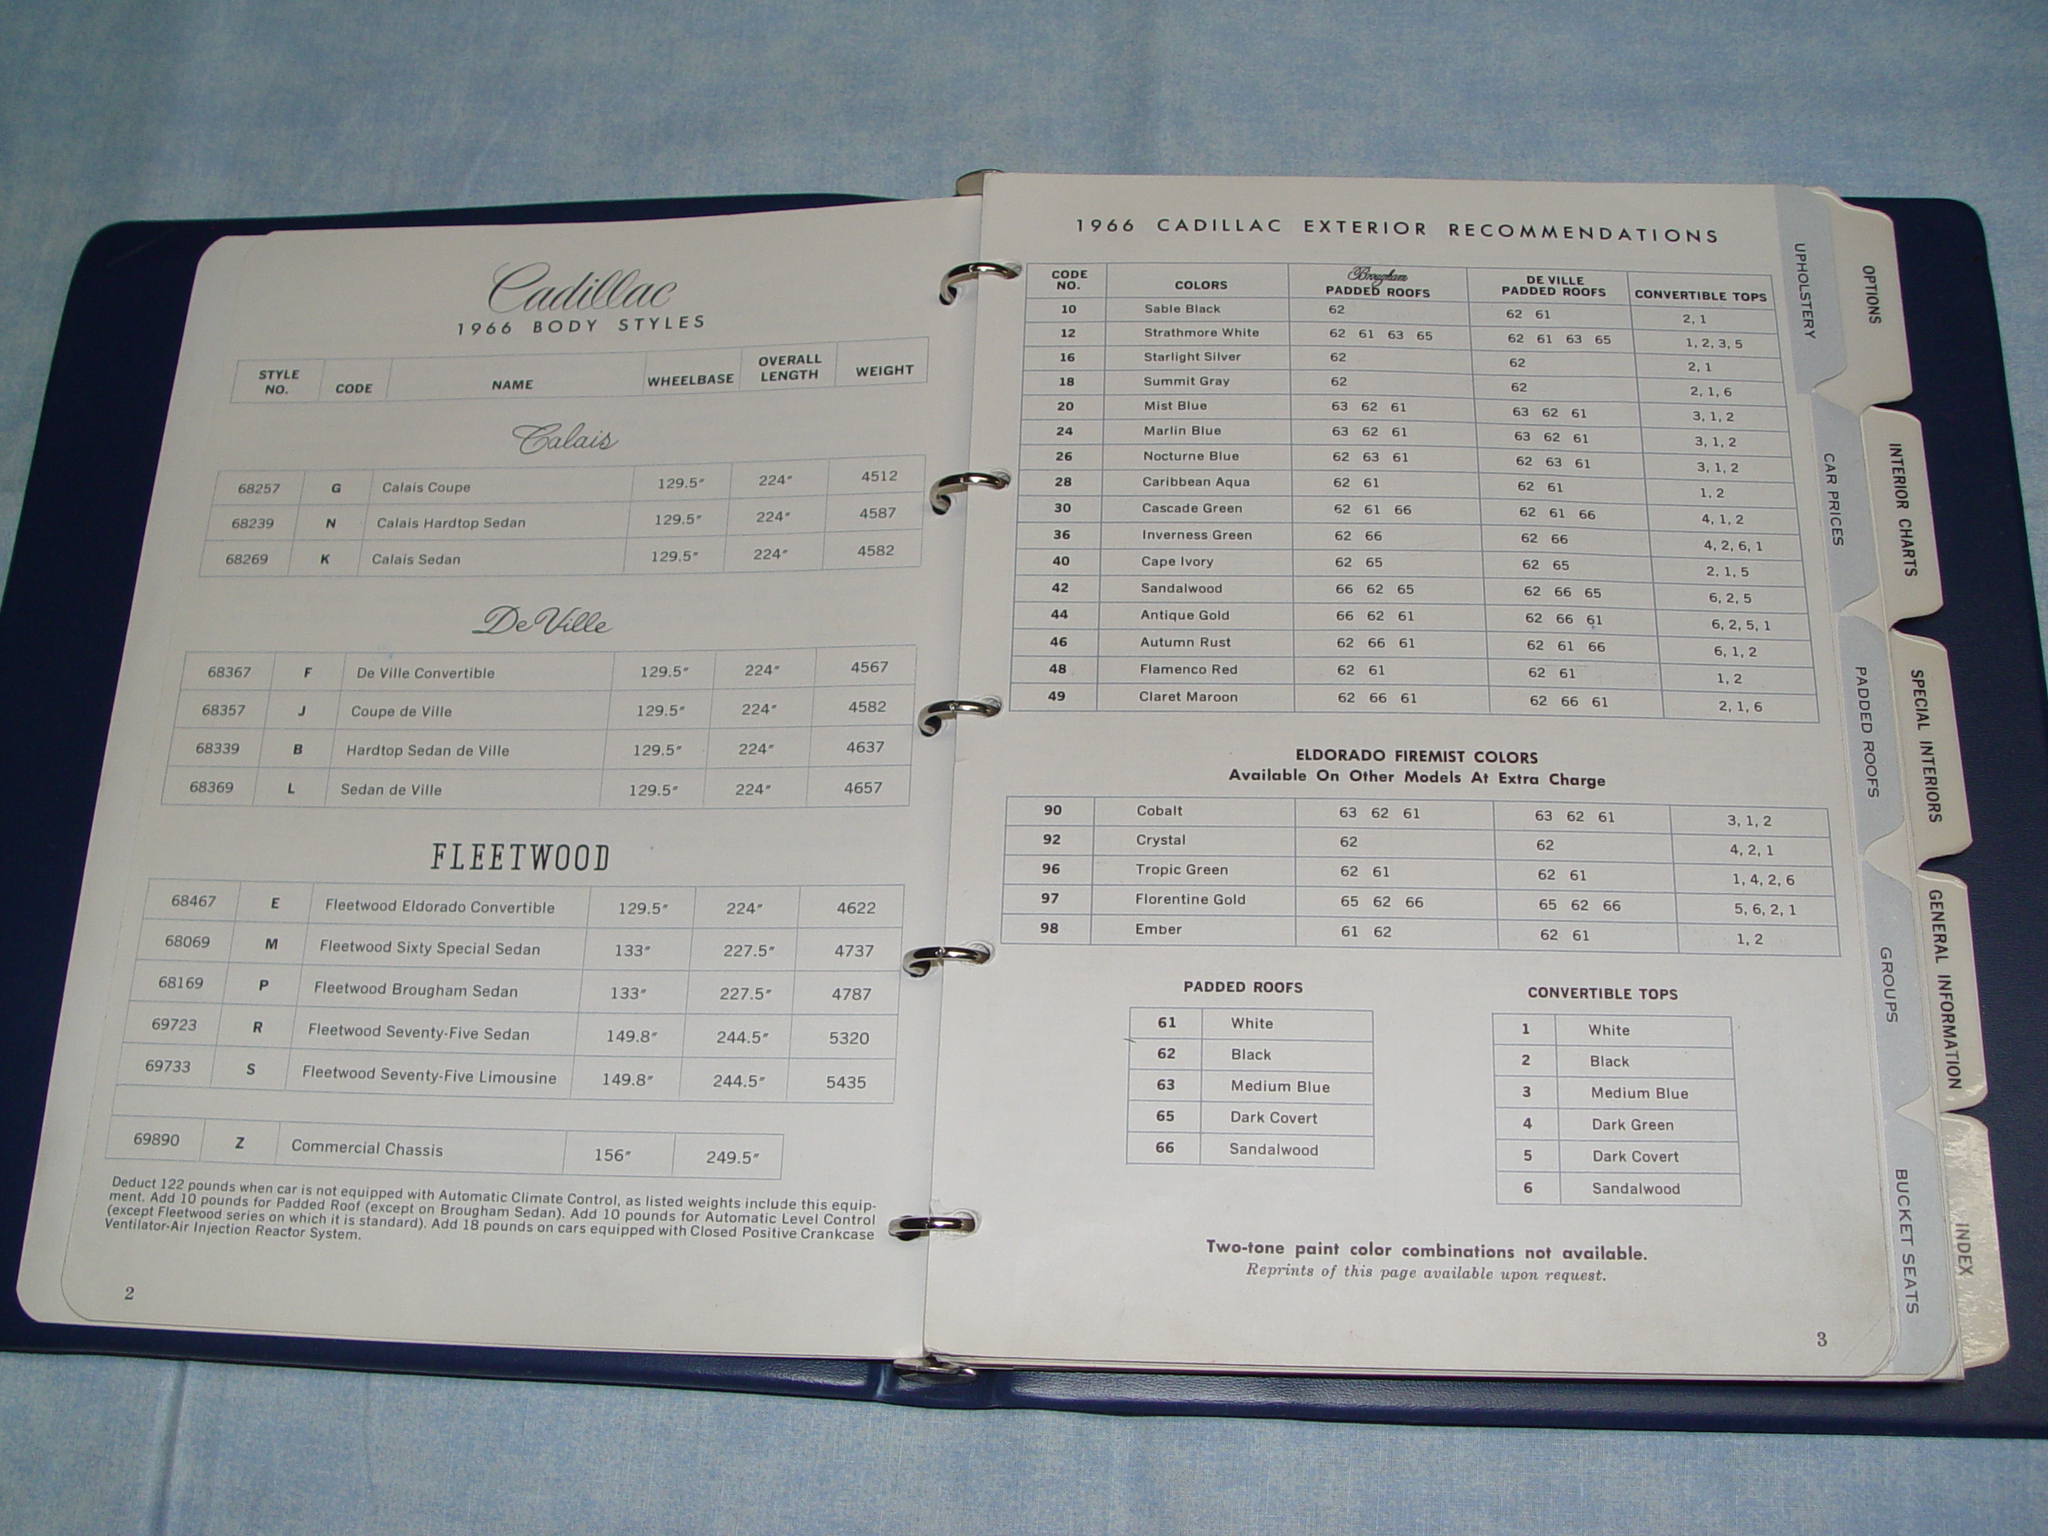 Cadillac
1966 BODY STYLES
STYLE NO. CODE NAME WHEELBASE OVERALL LENGTH WEIGHT
Calais
68257 G Calais Coupe 129.5" 224" 4512
68239 N Calais Hardtop Sedan 129.5" 224" 4587
68269 K Calais Sedan 129.5" 224" 4582
De Ville
68367 F De Ville Convertible 129.5" 224" 4567
68357 J Coupe de Ville 129.5" 224" 4582
68339 B Hardtop Sedan de Ville 129.5" 224" 4637
68369 L Sedan de Ville 129.5" 224" 4657
FLEETWOOD
68467 E Fleetwood Eldorado Convertible 129.5" 224" 4622
68069 M Fleetwood Sixty Special Sedan 133" 227.5" 4737
68169 P Fleetwood Brougham Sedan 133" 227.5" 4787
69723 R Fleetwood Seventy-Five Sedan 149.8" 244.5" 5320
69733 S Fleetwood Seventy-Five Limousine 149.8" 244.5" 5435
69890 Z Commercial Chassis 156" 249.5"
Deduct 122 pounds when car is not equipped with Automatic Climate Control, as listed weights include this equip-
ment. Add 10 pounds for Padded Roof (except on Brougham Sedan). Add 10 pounds for Automatic Level Control
(except Fleetwood series on which it is standard). Add 18 pounds on cars equipped with Closed Positive Crankcase
Ventilator-Air Injection Reactor System.
2
1966 CADILLAC EXTERIOR RECOMMENDATIONS
CODE NO. COLORS Brougham PADDED ROOFS DE VILLE PADDED ROOFS CONVERTIBLE TOPS
10 Sable Black 62 62 61 2, 1
12 Strathmore White 62 61 63 65 62 61 63 65 1, 2, 3, 5
16 Starlight Silver 62 62 2, 1
18 Summit Gray 62 62 2, 1, 6
20 Mist Blue 63 62 61 63 62 61 3, 1, 2
24 Marlin Blue 63 62 61 63 62 61 3, 1, 2
26 Nocturne Blue 62 63 61 62 63 61 3, 1, 2
28 Caribbean Aqua 62 61 62 61 1, 2
30 Cascade Green 62 61 66 62 61 66 4, 1, 2
36 Inverness Green 62 66 62 66 4, 2, 6, 1
40 Cape Ivory 62 65 62 65 2, 1, 5
42 Sandalwood 66 62 65 62 66 65 6, 2, 5
44 Antique Gold 66 62 61 62 66 61 6, 2, 5, 1
46 Autumn Rust 62 66 61 62 61 66 6, 1, 2
48 Flamenco Red 62 61 62 61 1, 2
49 Claret Maroon 62 66 61 62 66 61 2, 1, 6
ELDORADO FIREMIST COLORS
Available On Other Models At Extra Charge
90 Cobalt 63 62 61 63 62 61 3, 1, 2
92 Crystal 62 62 4, 2, 1
96 Tropic Green 62 61 62 61 1, 4, 2, 6
97 Florentine Gold 65 62 66 65 62 66 5, 6, 2, 1
98 Ember 61 62 62 61 1, 2
PADDED ROOFS
61 White
62 Black
63 Medium Blue
65 Dark Covert
66 Sandalwood
CONVERTIBLE TOPS
1 White
2 Black
3 Medium Blue
4 Dark Green
5 Dark Covert
6 Sandalwood
Two-tone paint color combinations not available.
Reprints of this page available upon request.
3
UPHOLSTERY
CAR PRICES
PADDED ROOFS
GROUPS
BUCKET SEATS
OPTIONS
INTERIOR CHARTS
SPECIAL INTERIORS
GENERAL INFORMATION
INDEX